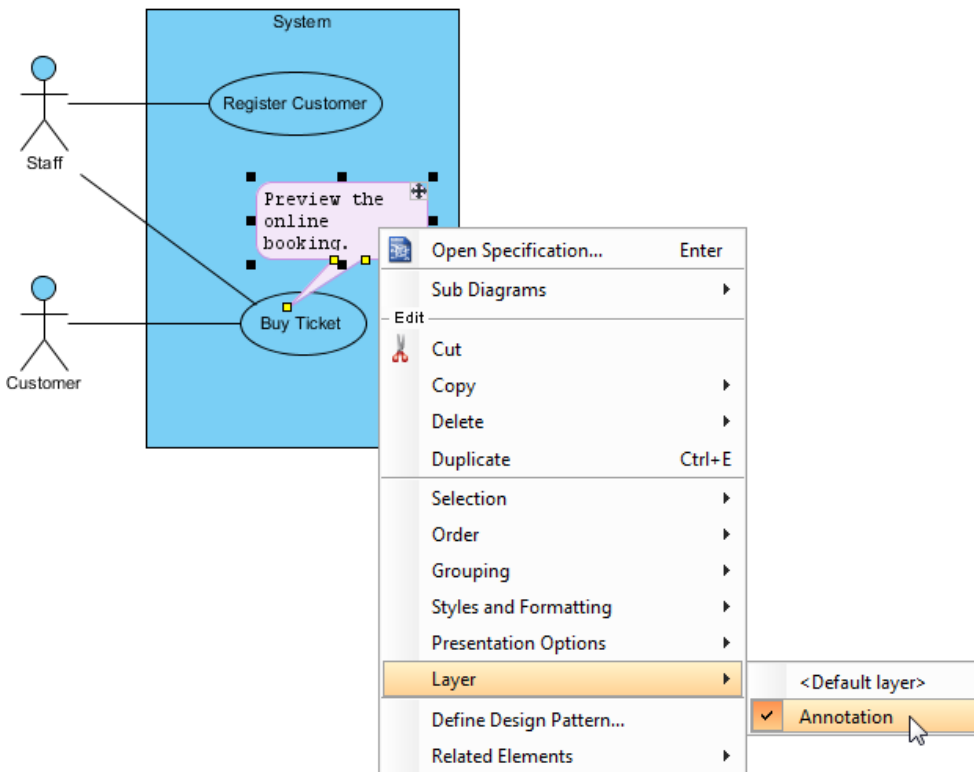 System
Register Customer
Staff
Preview the
online
booking.
Buy Ticket
Customer
Open Specification... Enter
Sub Diagrams
Edit
Cut
Copy
Delete
Duplicate Ctrl+E
Selection
Order
Grouping
Styles and Formatting
Presentation Options
Layer
<Default layer>
Annotation
Define Design Pattern...
Related Elements